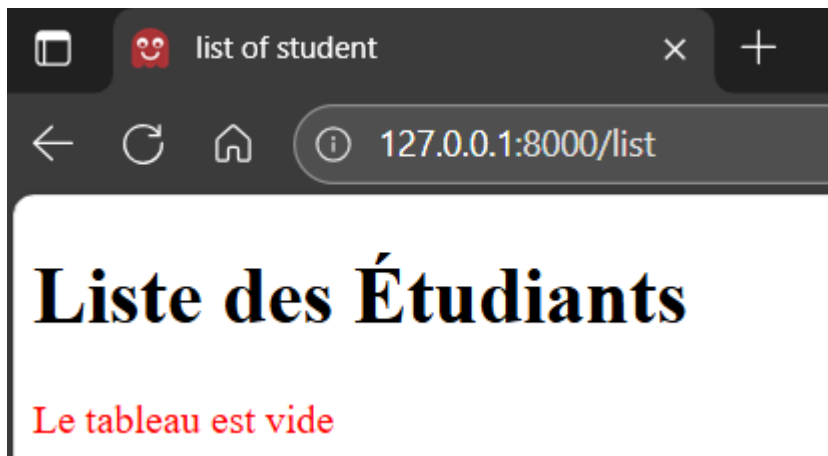 list of student
127.0.0.1:8000/list
Liste des Étudiants
Le tableau est vide